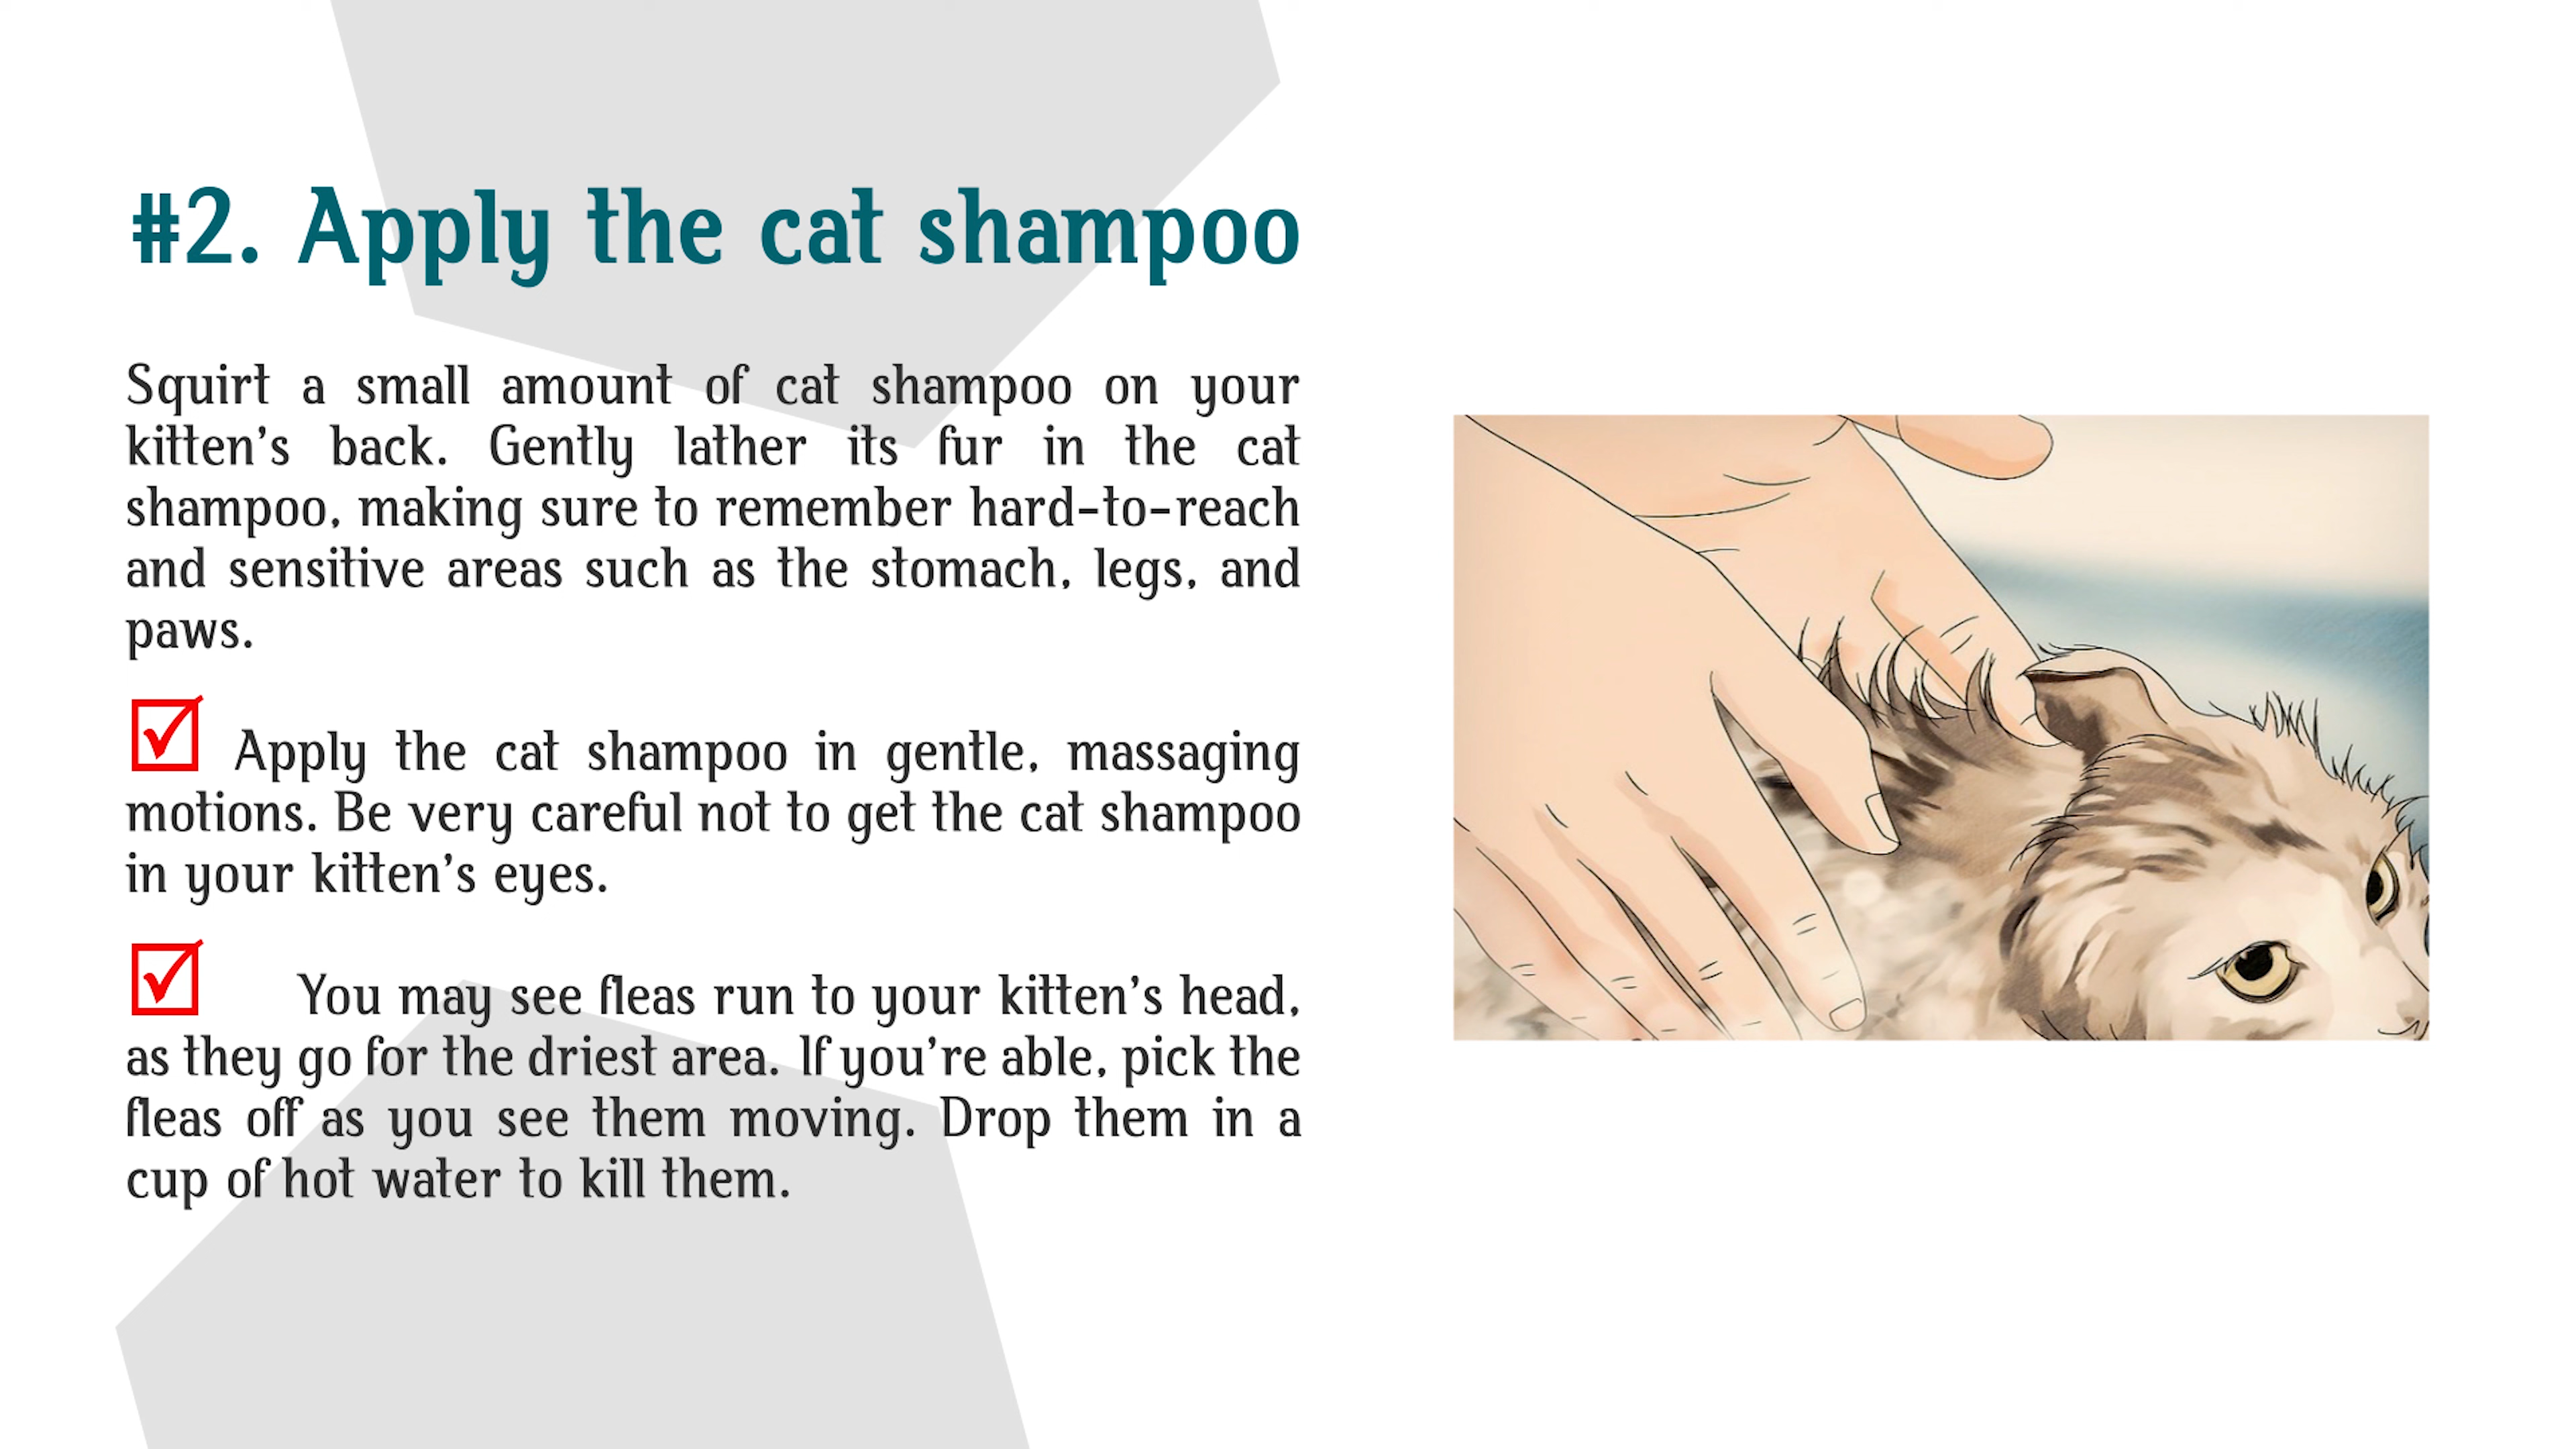 #2. Apply the cat shampoo
Squirt a small amount of cat shampoo on your
kitten's back. Gently lather its fur in the cat
shampoo, making sure to remember hard-to-reach
and sensitive areas such as the stomach, legs, and
paws.
Apply the cat shampoo in gentle, massaging
motions. Be very careful not to get the cat shampoo
in your kitten's eyes.
You may see fleas run to your kitten's head,
as they go for the driest area. If you're able, pick the
fleas off as you see them moving. Drop them in a
cup of hot water to kill them.